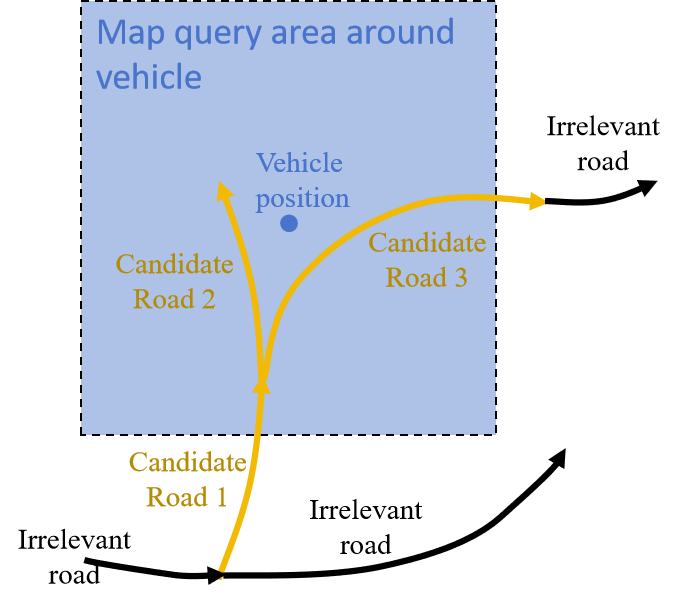 Map query area around
vehicle
Irrelevant
road
Vehicle
position
Candidate
Road 3
Candidate
Road 2
Candidate
Road 1
Irrelevant
road
Irrelevant
road